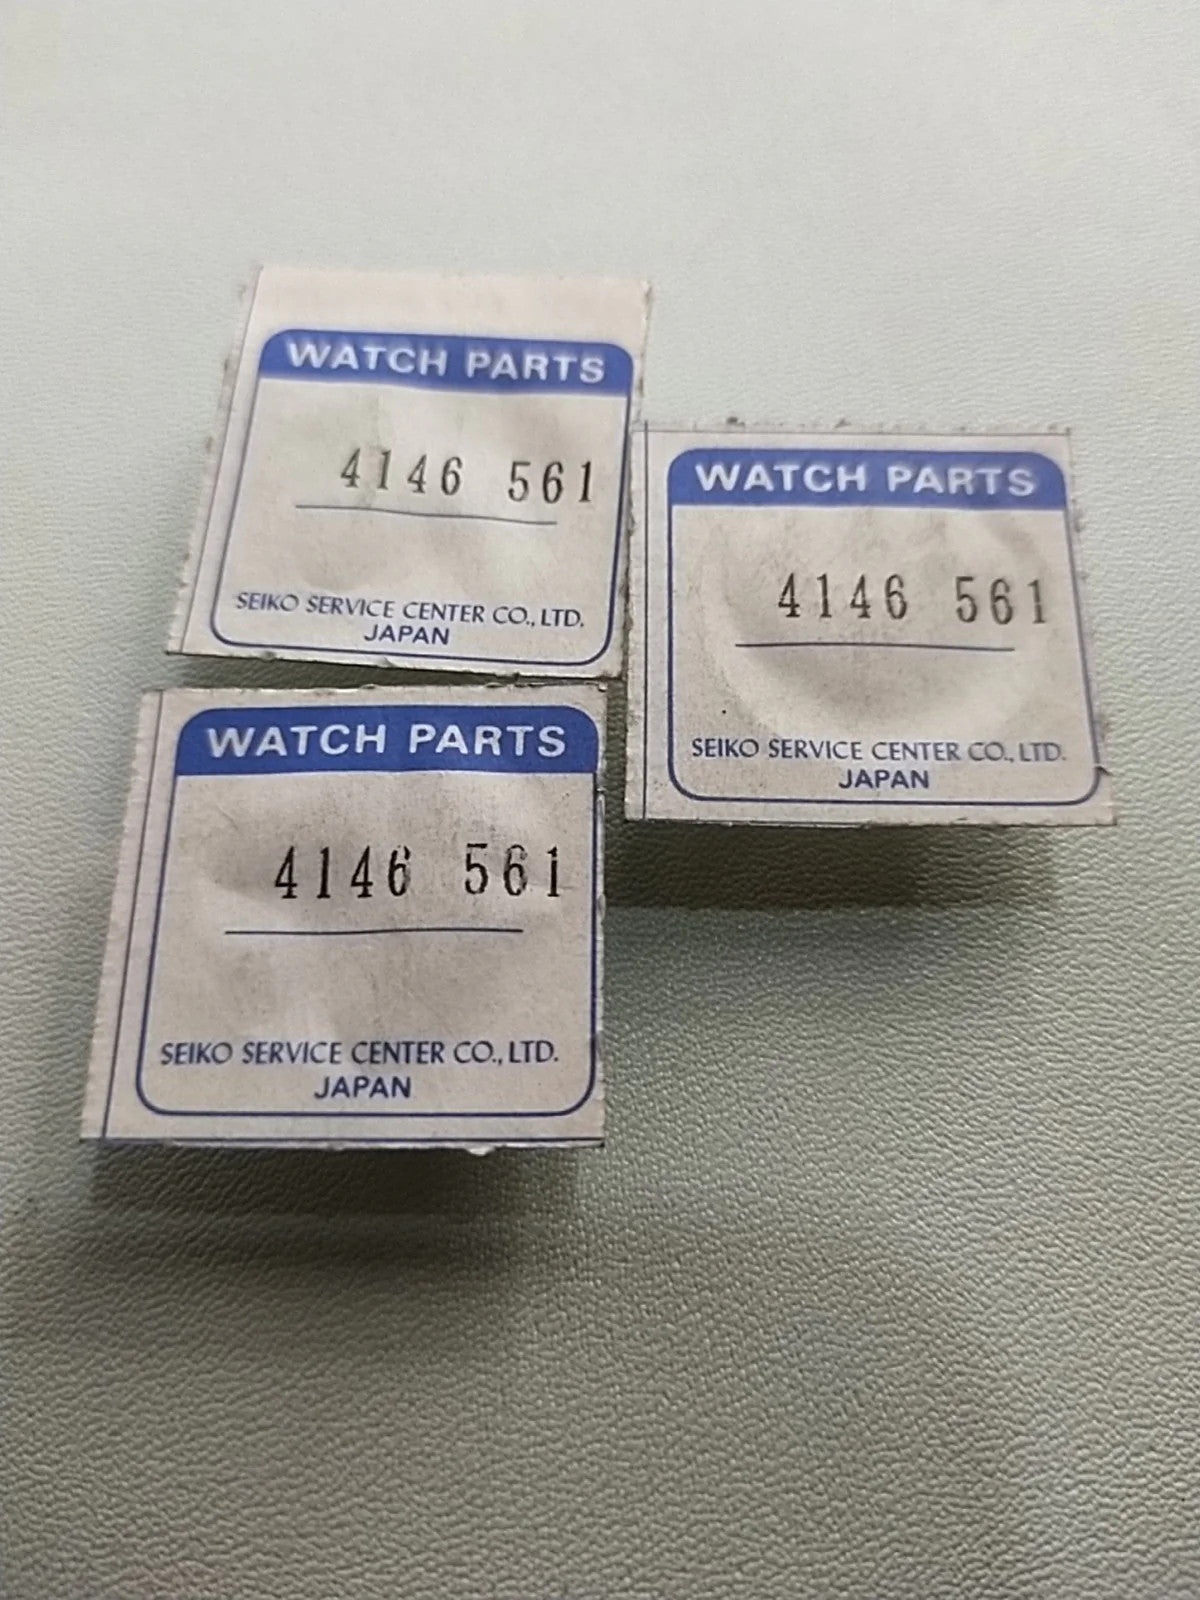 WATCH PARTS
4146 561
SEIKO SERVICE CENTER CO., LTD.
JAPAN
WATCH PARTS
4146 561
SEIKO SERVICE CENTER CO., LTD.
JAPAN
WATCH PARTS
4146 561
SEIKO SERVICE CENTER CO., LTD.
JAPAN